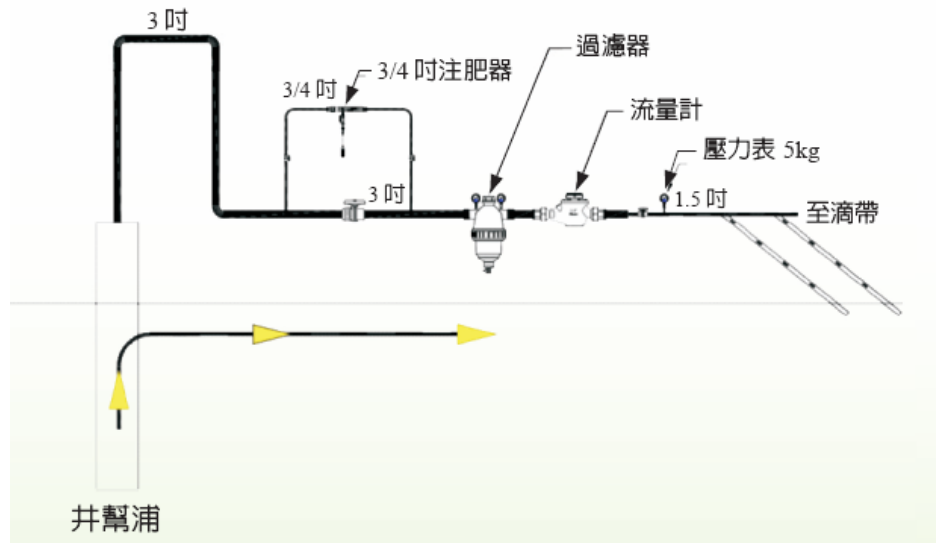 3 吋
過濾器
3/4 吋注肥器
3/4 吋
流量計
壓力表 5kg
3 吋
1.5 吋
至滴帶
井幫浦